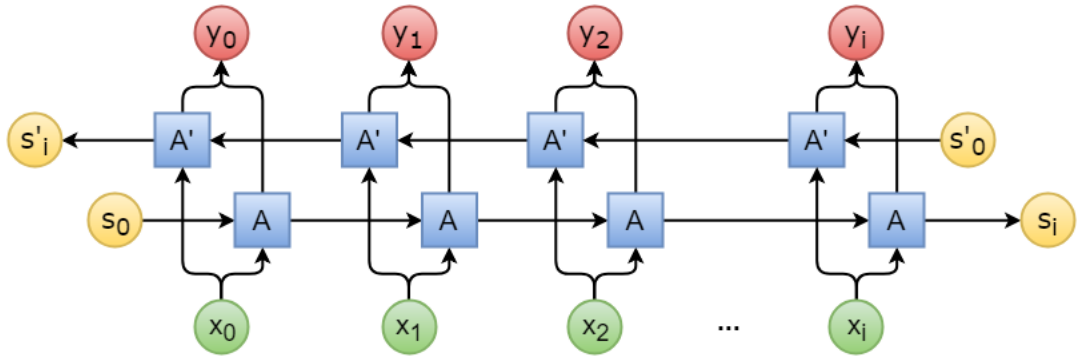 y0 y1 y2 yi
s'i A' A' A' A' s'0
s0 A A A A si
x0 x1 x2 ... xi